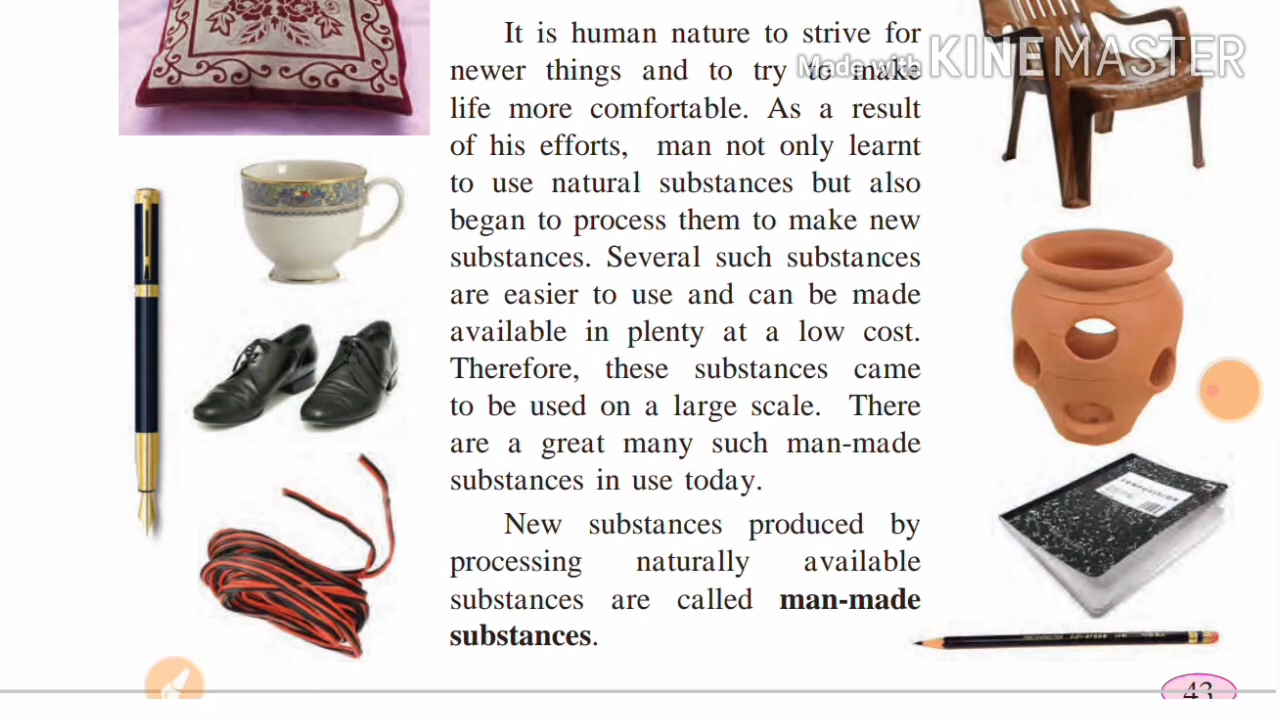 It is human nature to strive for
newer things and to try to make
life more comfortable. As a result
of his efforts, man not only learnt
to use natural substances but also
began to process them to make new
substances. Several such substances
are easier to use and can be made
available in plenty at a low cost.
Therefore, these substances came
to be used on a large scale. There
are a great many such man-made
substances in use today.
New substances produced by
processing naturally available
substances are called man-made
substances.
Made with KINEMASTER
COMPOSITION
43